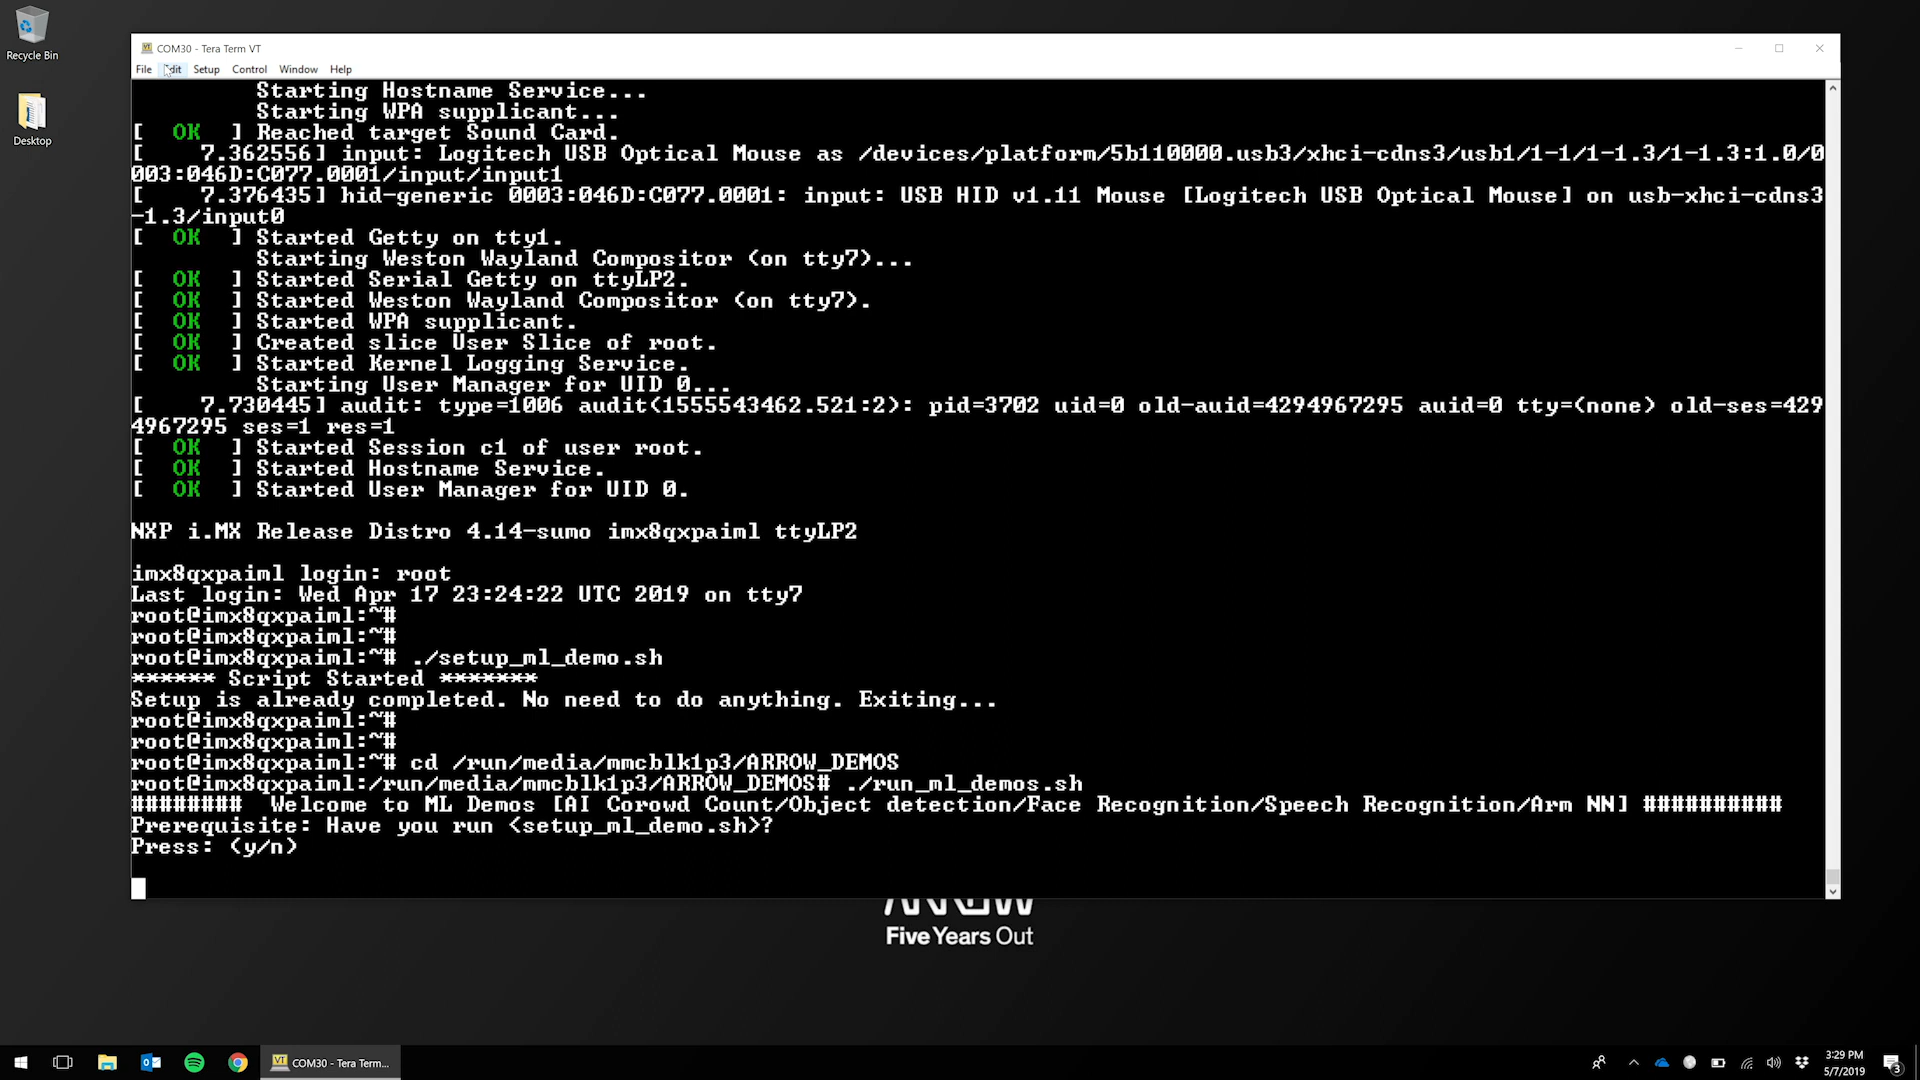 Recycle Bin
Desktop
COM30 - Tera Term VT
File Edit Setup Control Window Help
Starting Hostname Service...
Starting WPA supplicant...
[ OK ] Reached target Sound Card.
[ 7.362556] input: Logitech USB Optical Mouse as /devices/platform/5b110000.usb3/xhci-cdns3/usb1/1-1/1-1.3/1-1.3:1.0/0
003:046D:C077.0001/input/input1
[ 7.376435] hid-generic 0003:046D:C077.0001: input: USB HID v1.11 Mouse [Logitech USB Optical Mouse] on usb-xhci-cdns3
-1.3/input0
[ OK ] Started Getty on tty1.
Starting Weston Wayland Compositor (on tty7)...
[ OK ] Started Serial Getty on ttyLP2.
[ OK ] Started Weston Wayland Compositor (on tty7).
[ OK ] Started WPA supplicant.
[ OK ] Created slice User Slice of root.
[ OK ] Started Kernel Logging Service.
Starting User Manager for UID 0...
[ 7.730445] audit: type=1006 audit(1555543462.521:2): pid=3702 uid=0 old-auid=4294967295 auid=0 tty=(none) old-ses=429
4967295 ses=1 res=1
[ OK ] Started Session c1 of user root.
[ OK ] Started Hostname Service.
[ OK ] Started User Manager for UID 0.
NXP i.MX Release Distro 4.14-sumo imx8qxpaiml ttyLP2
imx8qxpaiml login: root
Last login: Wed Apr 17 23:24:22 UTC 2019 on tty7
root@imx8qxpaiml:~#
root@imx8qxpaiml:~#
root@imx8qxpaiml:~# ./setup_ml_demo.sh
****** Script Started *******
Setup is already completed. No need to do anything. Exiting...
root@imx8qxpaiml:~#
root@imx8qxpaiml:~#
root@imx8qxpaiml:~# cd /run/media/mmcblk1p3/ARROW_DEMOS
root@imx8qxpaiml:/run/media/mmcblk1p3/ARROW_DEMOS# ./run_ml_demos.sh
######## Welcome to ML Demos [AI Corowd Count/Object detection/Face Recognition/Speech Recognition/Arm NN] ##########
Prerequisite: Have you run <setup_ml_demo.sh>?
Press: (y/n)
ARROW
Five Years Out
COM30 - Tera Term...
3:29 PM
5/7/2019
3